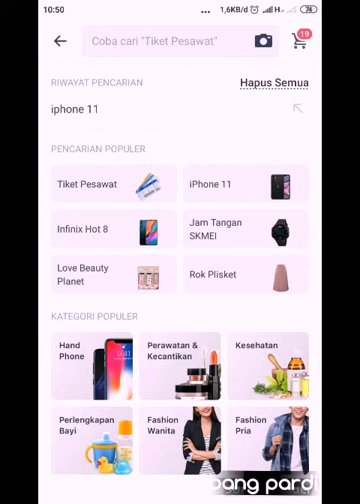 10:50
... 1,6KB/d H 74
Coba cari "Tiket Pesawat"
19
RIWAYAT PENCARIAN Hapus Semua
iphone 11
PENCARIAN POPULER
Tiket Pesawat
iPhone 11
Infinix Hot 8
Jam Tangan
SKMEI
Love Beauty
Planet
Rok Plisket
KATEGORI POPULER
Hand
Phone
Perawatan &
Kecantikan
Kesehatan
Perlengkapan
Bayi
Fashion
Wanita
Fashion
Pria
pang pardi